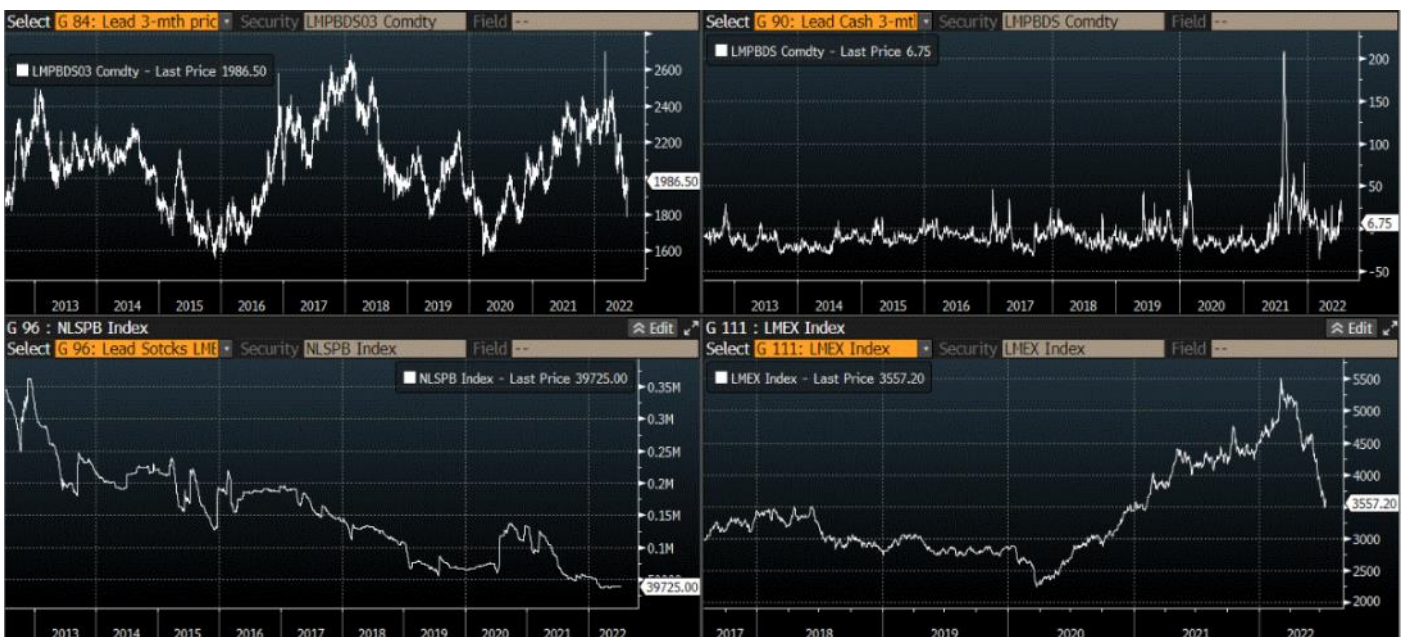 Select G 84: Lead 3-mth pric Security LMPBDS03 Comdty Field --
LMPBDS03 Comdty - Last Price 1986.50
2600
2400
2200
1986.50
1800
1600
2013 2014 2015 2016 2017 2018 2019 2020 2021 2022
Select G 90: Lead Cash 3-mtl Security LMPBDS Comdty Field --
LMPBDS Comdty - Last Price 6.75
200
150
100
50
6.75
-50
2013 2014 2015 2016 2017 2018 2019 2020 2021 2022
G 96 : NLSPB Index Edit
Select G 96: Lead Sotcks LME Security NLSPB Index Field --
NLSPB Index - Last Price 39725.00
0.35M
0.3M
0.25M
0.2M
0.15M
0.1M
39725.00
2013 2014 2015 2016 2017 2018 2019 2020 2021 2022
G 111 : LMEX Index Edit
Select G 111: LMEX Index Security LMEX Index Field --
LMEX Index - Last Price 3557.20
5500
5000
4500
4000
3557.20
3000
2500
2000
2017 2018 2019 2020 2021 2022